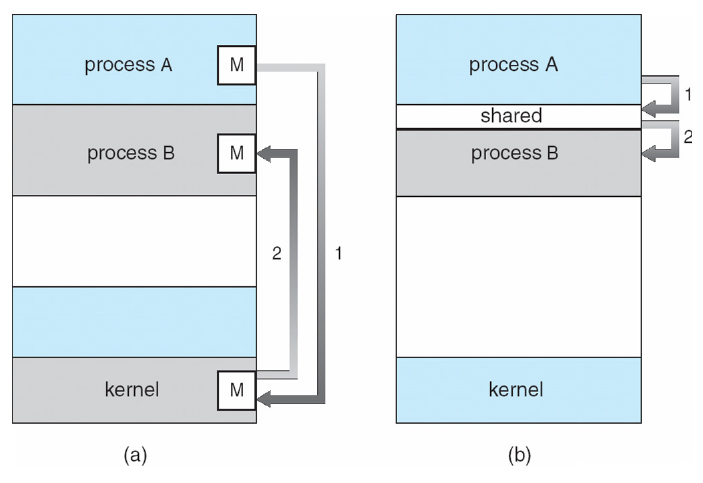 process A
M
process B
M
2
1
kernel
M
(a)
process A
1
shared
2
process B
kernel
(b)